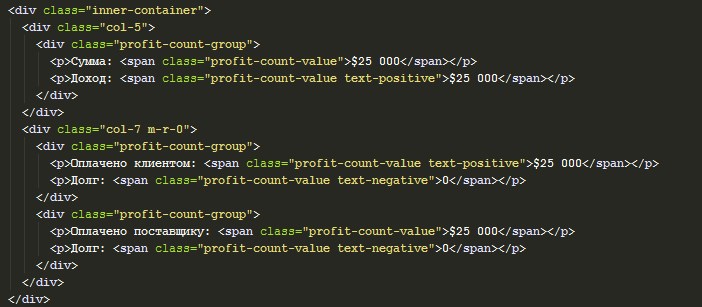 <div class="inner-container">
<div class="col-5">
<div class="profit-count-group">
<p>Сумма: <span class="profit-count-value">$25 000</span></p>
<p>Доход: <span class="profit-count-value text-positive">$25 000</span></p>
</div>
</div>
<div class="col-7 m-r-0">
<div class="profit-count-group">
<p>Оплачено клиентом: <span class="profit-count-value text-positive">$25 000</span></p>
<p>Долг: <span class="profit-count-value text-negative">0</span></p>
</div>
<div class="profit-count-group">
<p>Оплачено поставщику: <span class="profit-count-value">$25 000</span></p>
<p>Долг: <span class="profit-count-value text-negative">0</span></p>
</div>
</div>
</div>